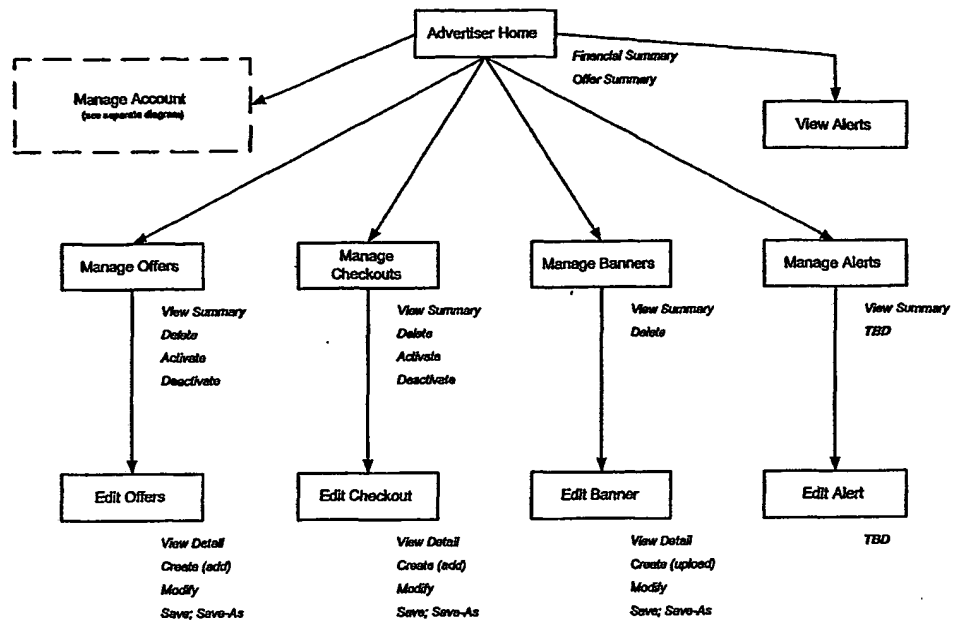 Advertiser Home
Financial Summary
Offer Summary
Manage Account
(see separate diagram)
View Alerts
Manage Offers
Manage
Checkouts
Manage Banners
Manage Alerts
View Summary
Delete
Activate
Deactivate
View Summary
Delete
Activate
Deactivate
View Summary
Delete
View Summary
TBD
Edit Offers
Edit Checkout
Edit Banner
Edit Alert
View Detail
Create (add)
Modify
Save; Save-As
View Detail
Create (add)
Modify
Save; Save-As
View Detail
Create (upload)
Modify
Save; Save-As
TBD